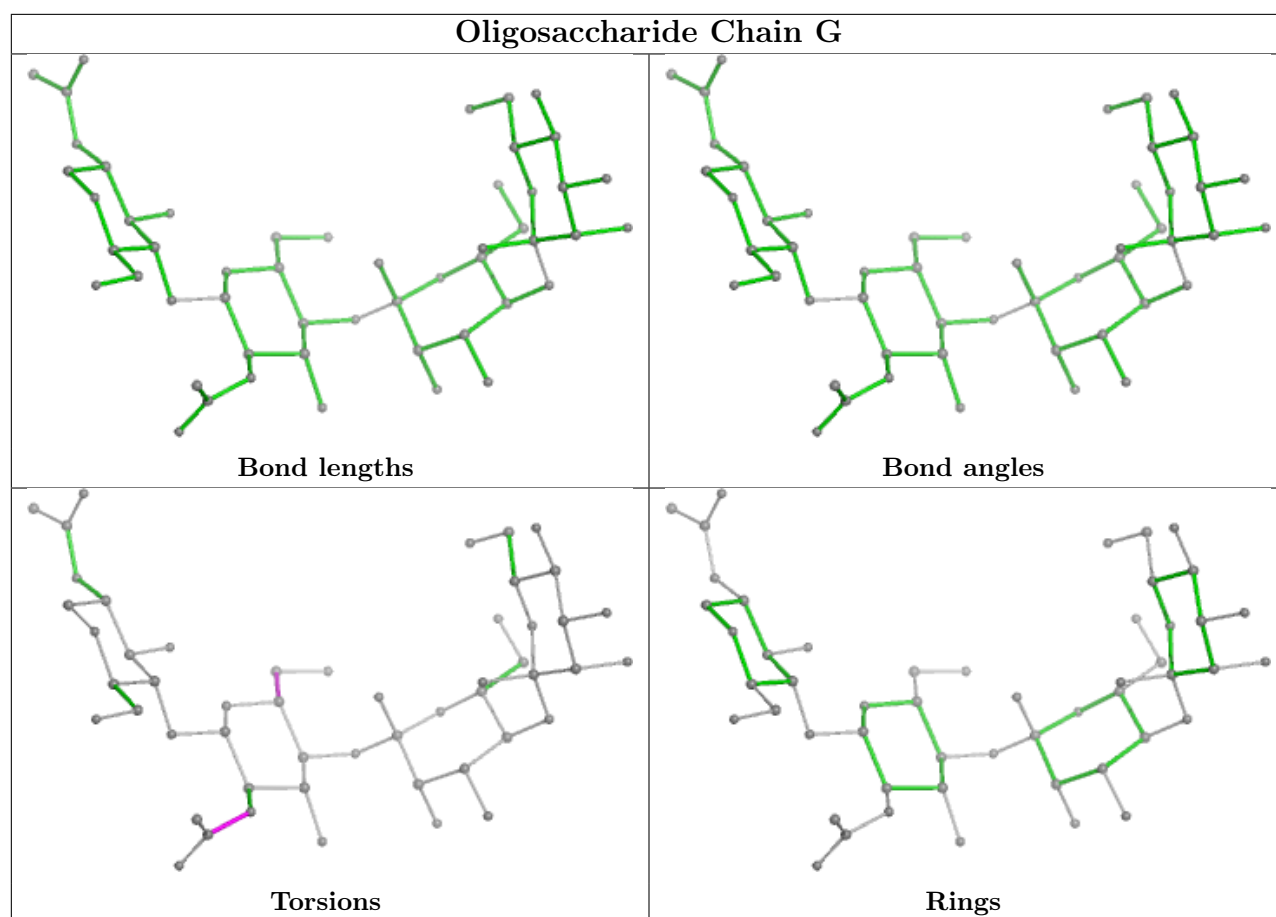 Oligosaccharide Chain G
Bond lengths
Bond angles
Torsions
Rings